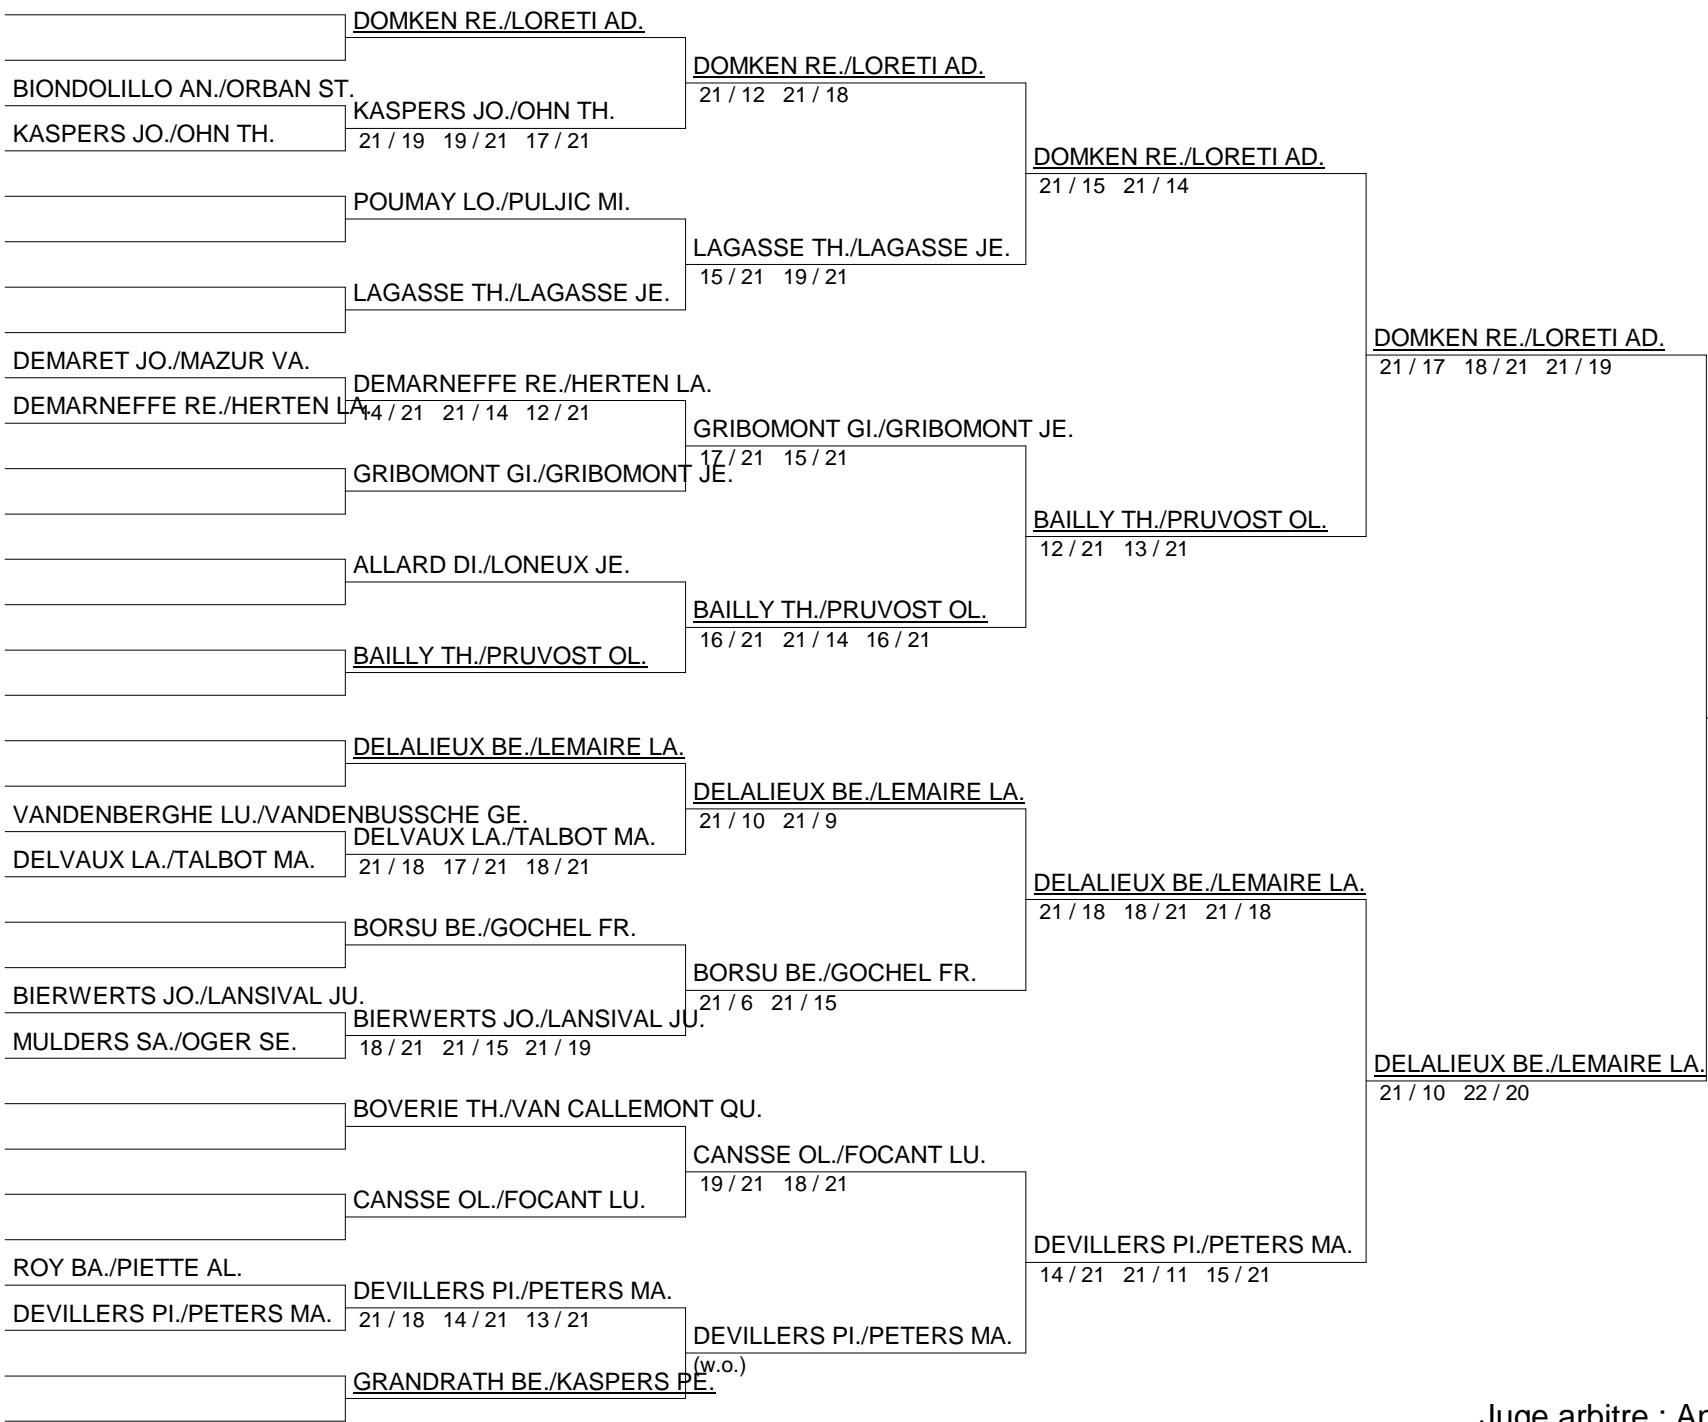 DOMKEN RE./LORETI AD.
BIONDOLILLO AN./ORBAN ST.
KASPERS JO./OHN TH.
KASPERS JO./OHN TH.
21 / 19 19 / 21 17 / 21
DOMKEN RE./LORETI AD.
21 / 12 21 / 18
POUMAY LO./PULJIC MI.
LAGASSE TH./LAGASSE JE.
LAGASSE TH./LAGASSE JE.
15 / 21 19 / 21
DOMKEN RE./LORETI AD.
21 / 15 21 / 14
DEMARET JO./MAZUR VA.
DEMARNEFFE RE./HERTEN LA.
DEMARNEFFE RE./HERTEN LA.
14 / 21 21 / 14 12 / 21
GRIBOMONT GI./GRIBOMONT JE.
GRIBOMONT GI./GRIBOMONT JE.
17 / 21 15 / 21
ALLARD DI./LONEUX JE.
BAILLY TH./PRUVOST OL.
BAILLY TH./PRUVOST OL.
16 / 21 21 / 14 16 / 21
BAILLY TH./PRUVOST OL.
12 / 21 13 / 21
DOMKEN RE./LORETI AD.
21 / 17 18 / 21 21 / 19
DELALIEUX BE./LEMAIRE LA.
VANDENBERGHE LU./VANDENBUSSCHE GE.
DELVAUX LA./TALBOT MA.
DELVAUX LA./TALBOT MA.
21 / 18 17 / 21 18 / 21
DELALIEUX BE./LEMAIRE LA.
21 / 10 21 / 9
BORSU BE./GOCHEL FR.
BIERWERTS JO./LANSIVAL JU.
MULDERS SA./OGER SE.
BIERWERTS JO./LANSIVAL JU.
18 / 21 21 / 15 21 / 19
BORSU BE./GOCHEL FR.
21 / 6 21 / 15
DELALIEUX BE./LEMAIRE LA.
21 / 18 18 / 21 21 / 18
BOVERIE TH./VAN CALLEMONT QU.
CANSSE OL./FOCANT LU.
CANSSE OL./FOCANT LU.
19 / 21 18 / 21
ROY BA./PIETTE AL.
DEVILLERS PI./PETERS MA.
DEVILLERS PI./PETERS MA.
21 / 18 14 / 21 13 / 21
GRANDRATH BE./KASPERS PE.
DEVILLERS PI./PETERS MA.
(w.o.)
DEVILLERS PI./PETERS MA.
14 / 21 21 / 11 15 / 21
DELALIEUX BE./LEMAIRE LA.
21 / 10 22 / 20
Juge arbitre :